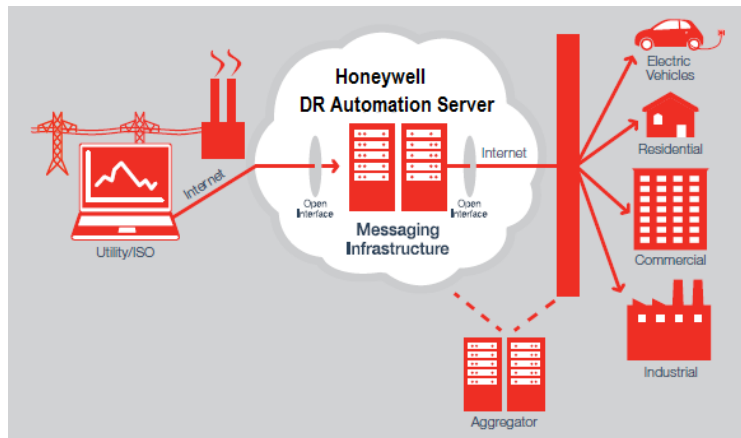 Honeywell
DR Automation Server
Internet
Utility/ISO
Open
Interface
Messaging
Infrastructure
Open
Interface
Internet
Electric
Vehicles
Residential
Commercial
Industrial
Aggregator